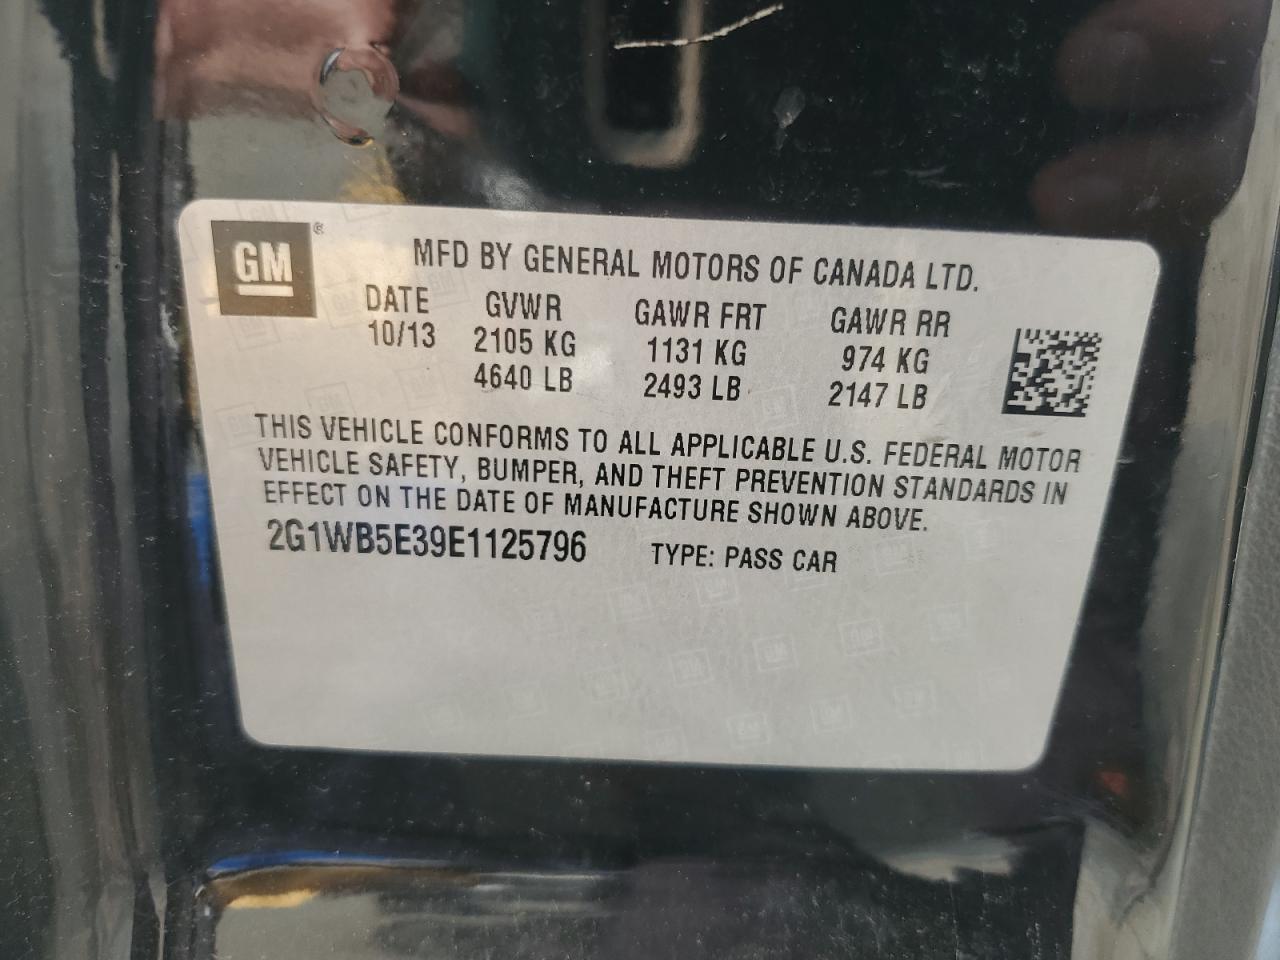 GM®
MFD BY GENERAL MOTORS OF CANADA LTD.
DATE GVWR GAWR FRT GAWR RR
10/13 2105 KG 1131 KG 974 KG
4640 LB 2493 LB 2147 LB
THIS VEHICLE CONFORMS TO ALL APPLICABLE U.S. FEDERAL MOTOR
VEHICLE SAFETY, BUMPER, AND THEFT PREVENTION STANDARDS IN
EFFECT ON THE DATE OF MANUFACTURE SHOWN ABOVE.
2G1WB5E39E1125796 TYPE: PASS CAR